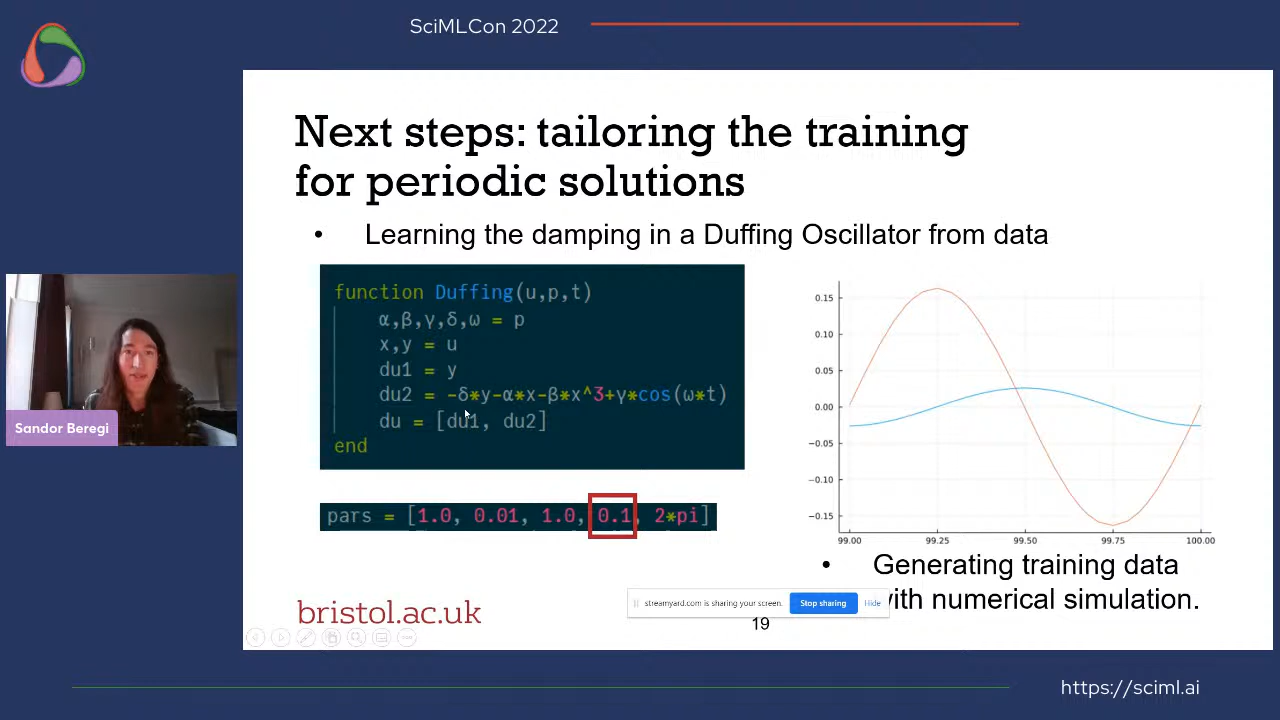 SciMLCon 2022
Next steps: tailoring the training
for periodic solutions
• Learning the damping in a Duffing Oscillator from data
function Duffing(u,p,t)
α,β,γ,δ,ω = p
x,y = u
du1 = y
du2 = -δ*y-α*x-β*x^3+γ*cos(ω*t)
du = [du1, du2]
end
pars = [1.0, 0.01, 1.0, 0.1, 2*pi]
0.15
0.10
0.05
0.00
−0.05
−0.10
−0.15
99.00 99.25 99.50 99.75 100.00
• Generating training data
with numerical simulation.
Sandor Beregi
streamyard.com is sharing your screen. Stop sharing Hide
bristol.ac.uk
19
https://sciml.ai